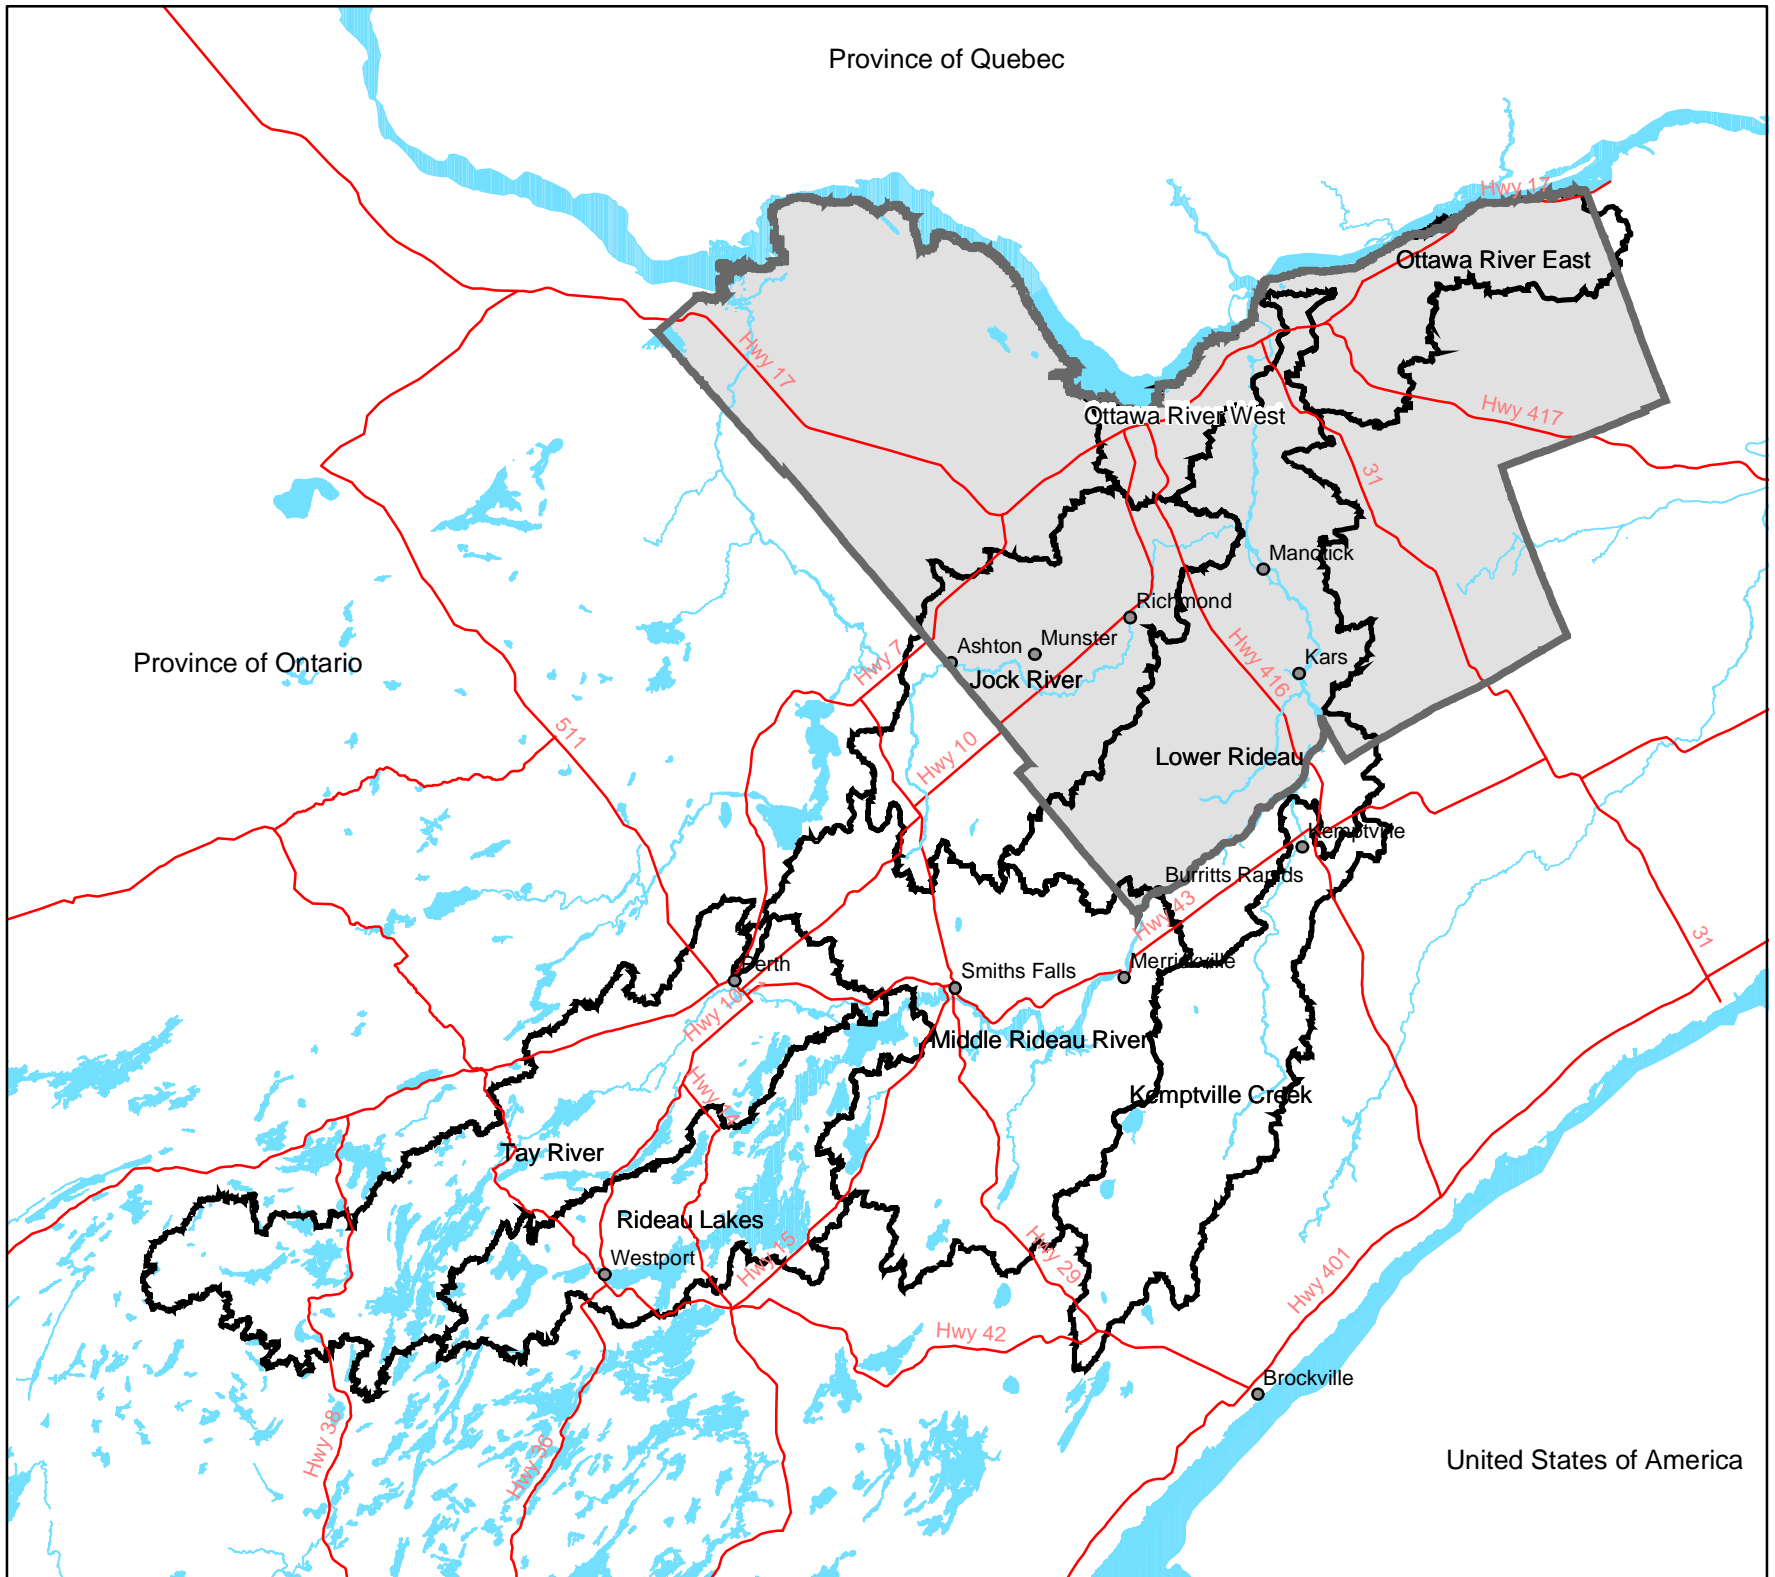 Province of Quebec
Hwy 17
Ottawa River East
Hwy 17
Ottawa River West
Hwy 417
31
Manotick
Richmond
Munster
Ashton
Hwy 7
Kars
Province of Ontario
Jock River
Hwy 416
511
Hwy 10
Lower Rideau
Kemptville
Burritts Rapids
Hwy 43
31
Perth
Smiths Falls
Merrickville
Hwy 10
Middle Rideau River
Hwy 14
Kemptville Creek
Tay River
Rideau Lakes
Westport
Hwy 15
Hwy 29
Hwy 401
Hwy 42
Brockville
Hwy 38
Hwy 36
United States of America